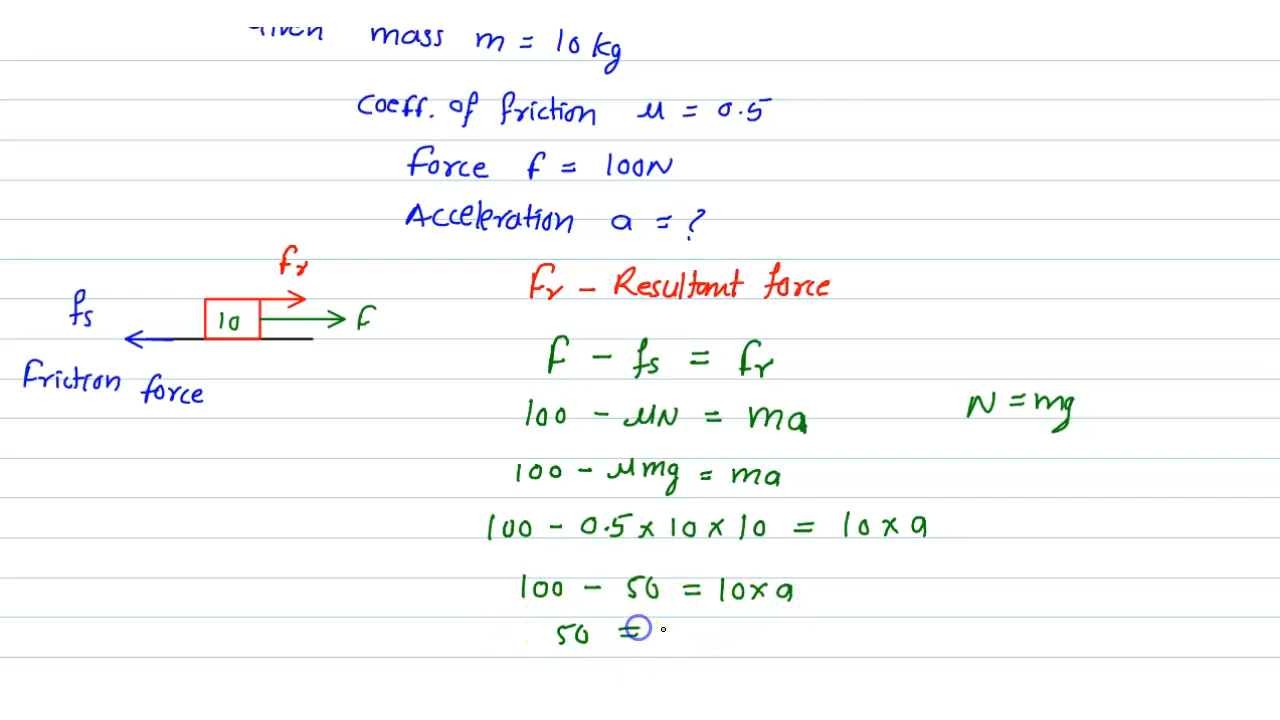 Given mass m = 10 kg
Coeff. of friction μ = 0.5
Force f = 100N
Acceleration a = ?
fr
Fr - Resultant force
fs
10
F
F - fs = fr
Friction force
N = mg
100 - μN = ma
100 - μmg = ma
100 - 0.5 x 10 x 10 = 10 x a
100 - 50 = 10 x a
50 =